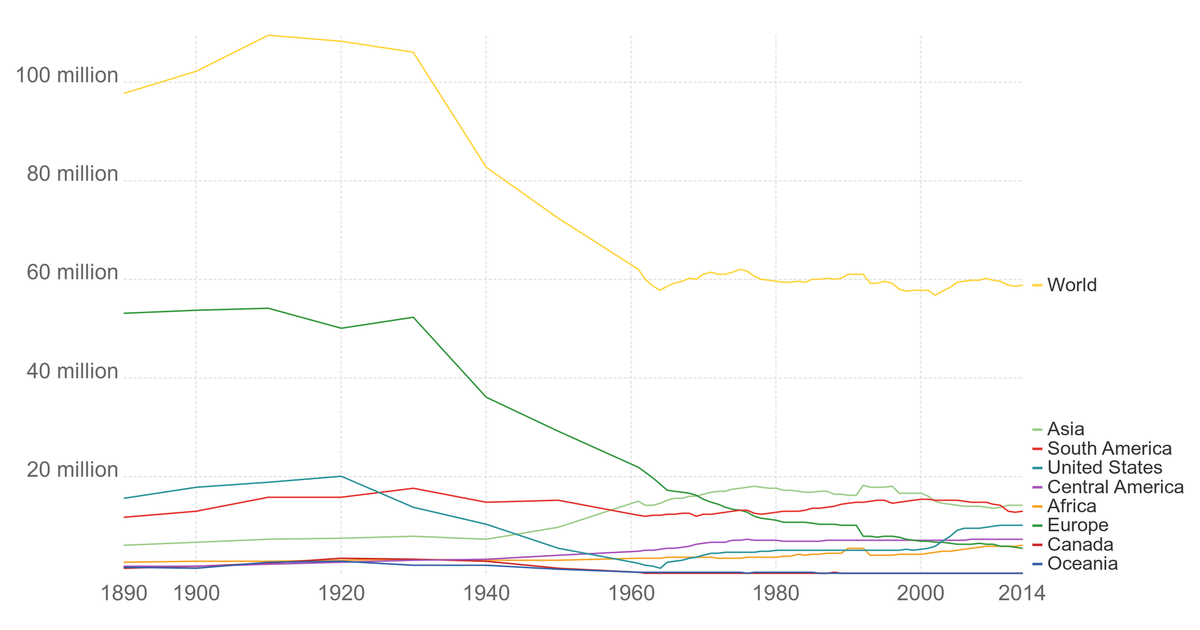 100 million
80 million
60 million
40 million
20 million
1890 1900 1920 1940 1960 1980 2000 2014
World
Asia
South America
United States
Central America
Africa
Europe
Canada
Oceania